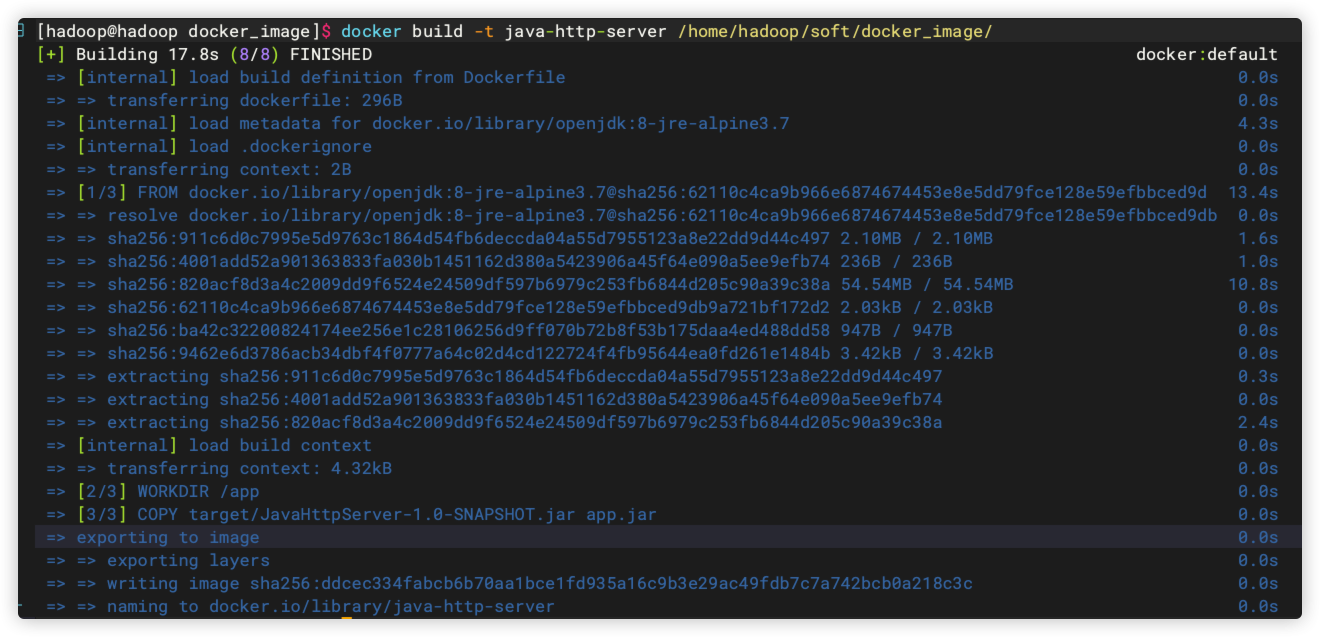 [hadoop@hadoop docker_image]$ docker build -t java-http-server /home/hadoop/soft/docker_image/
[+] Building 17.8s (8/8) FINISHED docker:default
=> [internal] load build definition from Dockerfile 0.0s
=> => transferring dockerfile: 296B 0.0s
=> [internal] load metadata for docker.io/library/openjdk:8-jre-alpine3.7 4.3s
=> [internal] load .dockerignore 0.0s
=> => transferring context: 2B 0.0s
=> [1/3] FROM docker.io/library/openjdk:8-jre-alpine3.7@sha256:62110c4ca9b966e6874674453e8e5dd79fce128e59efbbced9d 13.4s
=> => resolve docker.io/library/openjdk:8-jre-alpine3.7@sha256:62110c4ca9b966e6874674453e8e5dd79fce128e59efbbced9db 0.0s
=> => sha256:911c6d0c7995e5d9763c1864d54fb6deccda04a55d7955123a8e22dd9d44c497 2.10MB / 2.10MB 1.6s
=> => sha256:4001add52a901363833fa030b1451162d380a5423906a45f64e090a5ee9efb74 236B / 236B 1.0s
=> => sha256:820acf8d3a4c2009dd9f6524e24509df597b6979c253fb6844d205c90a39c38a 54.54MB / 54.54MB 10.8s
=> => sha256:62110c4ca9b966e6874674453e8e5dd79fce128e59efbbced9db9a721bf172d2 2.03kB / 2.03kB 0.0s
=> => sha256:ba42c32200824174ee256e1c28106256d9ff070b72b8f53b175daa4ed488dd58 947B / 947B 0.0s
=> => sha256:9462e6d3786acb34dbf4f0777a64c02d4cd122724f4fb95644ea0fd261e1484b 3.42kB / 3.42kB 0.0s
=> => extracting sha256:911c6d0c7995e5d9763c1864d54fb6deccda04a55d7955123a8e22dd9d44c497 0.3s
=> => extracting sha256:4001add52a901363833fa030b1451162d380a5423906a45f64e090a5ee9efb74 0.0s
=> => extracting sha256:820acf8d3a4c2009dd9f6524e24509df597b6979c253fb6844d205c90a39c38a 2.4s
=> [internal] load build context 0.0s
=> => transferring context: 4.32kB 0.0s
=> [2/3] WORKDIR /app 0.0s
=> [3/3] COPY target/JavaHttpServer-1.0-SNAPSHOT.jar app.jar 0.0s
=> exporting to image 0.0s
=> => exporting layers 0.0s
=> => writing image sha256:ddcec334fabcb6b70aa1bce1fd935a16c9b3e29ac49fdb7c7a742bcb0a218c3c 0.0s
=> => naming to docker.io/library/java-http-server 0.0s